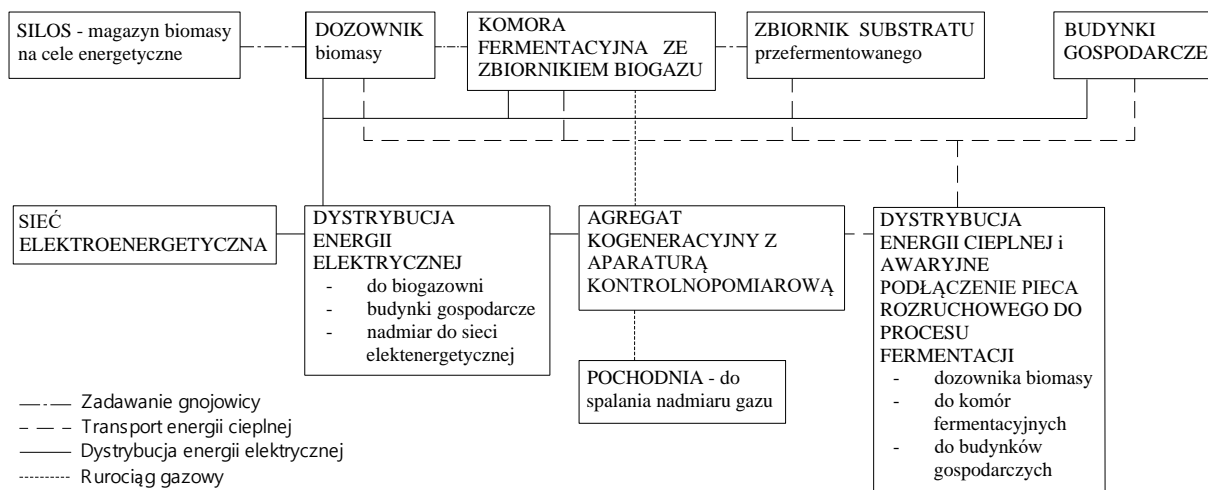 SILOS - magazyn biomasy
na cele energetyczne
DOZOWNIK
biomasy
KOMORA
FERMENTACYJNA ZE
ZBIORNIKIEM BIOGAZU
ZBIORNIK SUBSTRATU
przefermentowanego
BUDYNKI
GOSPODARCZE
SIEĆ
ELEKTROENERGETYCZNA
DYSTRYBUCJA
ENERGII
ELEKTRYCZNEJ
- do biogazowni
- budynki gospodarcze
- nadmiar do sieci
elektenergetycznej
AGREGAT
KOGENERACYJNY Z
APARATURĄ
KONTROLNOPOMIAROWĄ
DYSTRYBUCJA
ENERGII CIEPLNEJ i
AWARYJNE
PODŁĄCZENIE PIECA
ROZRUCHOWEGO DO
PROCESU
FERMENTACJI
- dozownika biomasy
- do komór
fermentacyjnych
- do budynków
gospodarczych
POCHODNIA - do
spalania nadmiaru gazu
Zadawanie gnojowicy
Transport energii cieplnej
Dystrybucja energii elektrycznej
Rurociąg gazowy